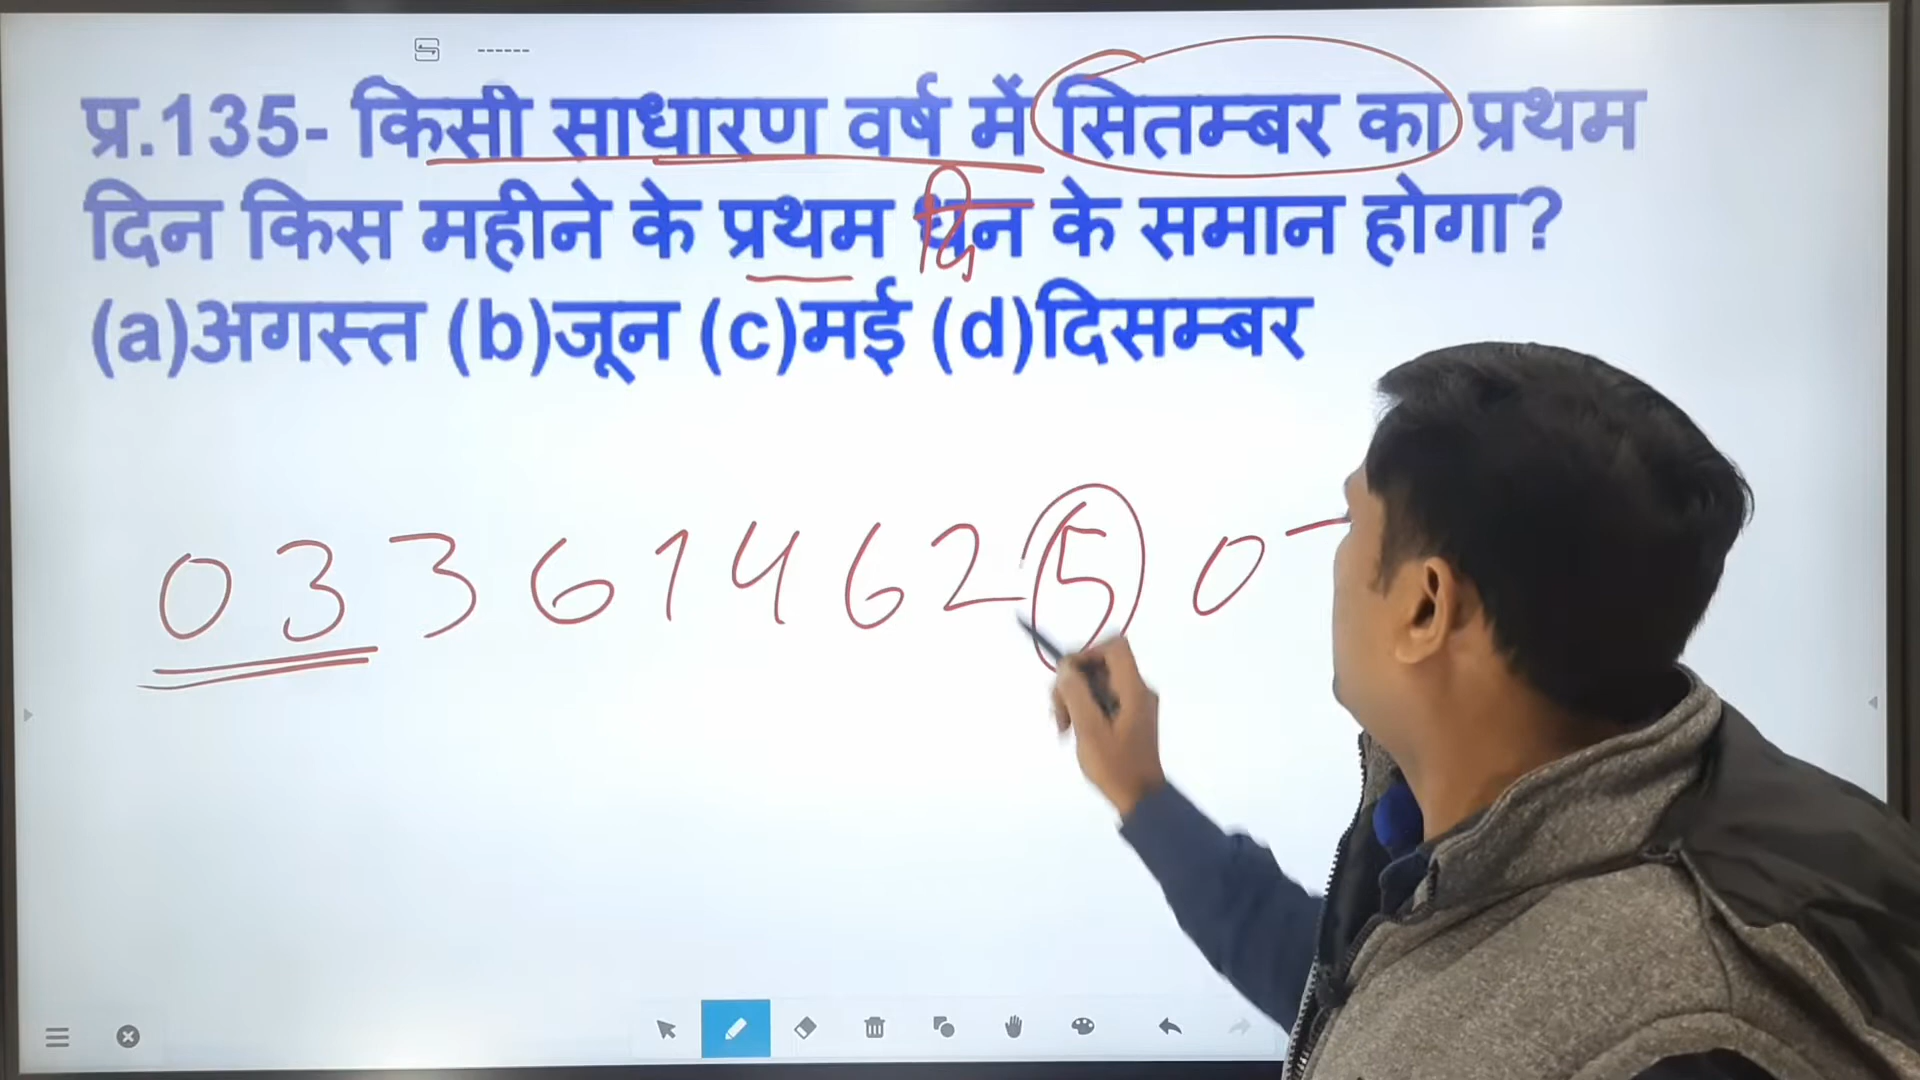 प्र.135- किसी साधारण वर्ष में सितम्बर का प्रथम
दिन किस महीने के प्रथम दिन के समान होगा?
(a)अगस्त (b)जून (c)मई (d)दिसम्बर
0 3 3 6 1 4 6 2 5 0